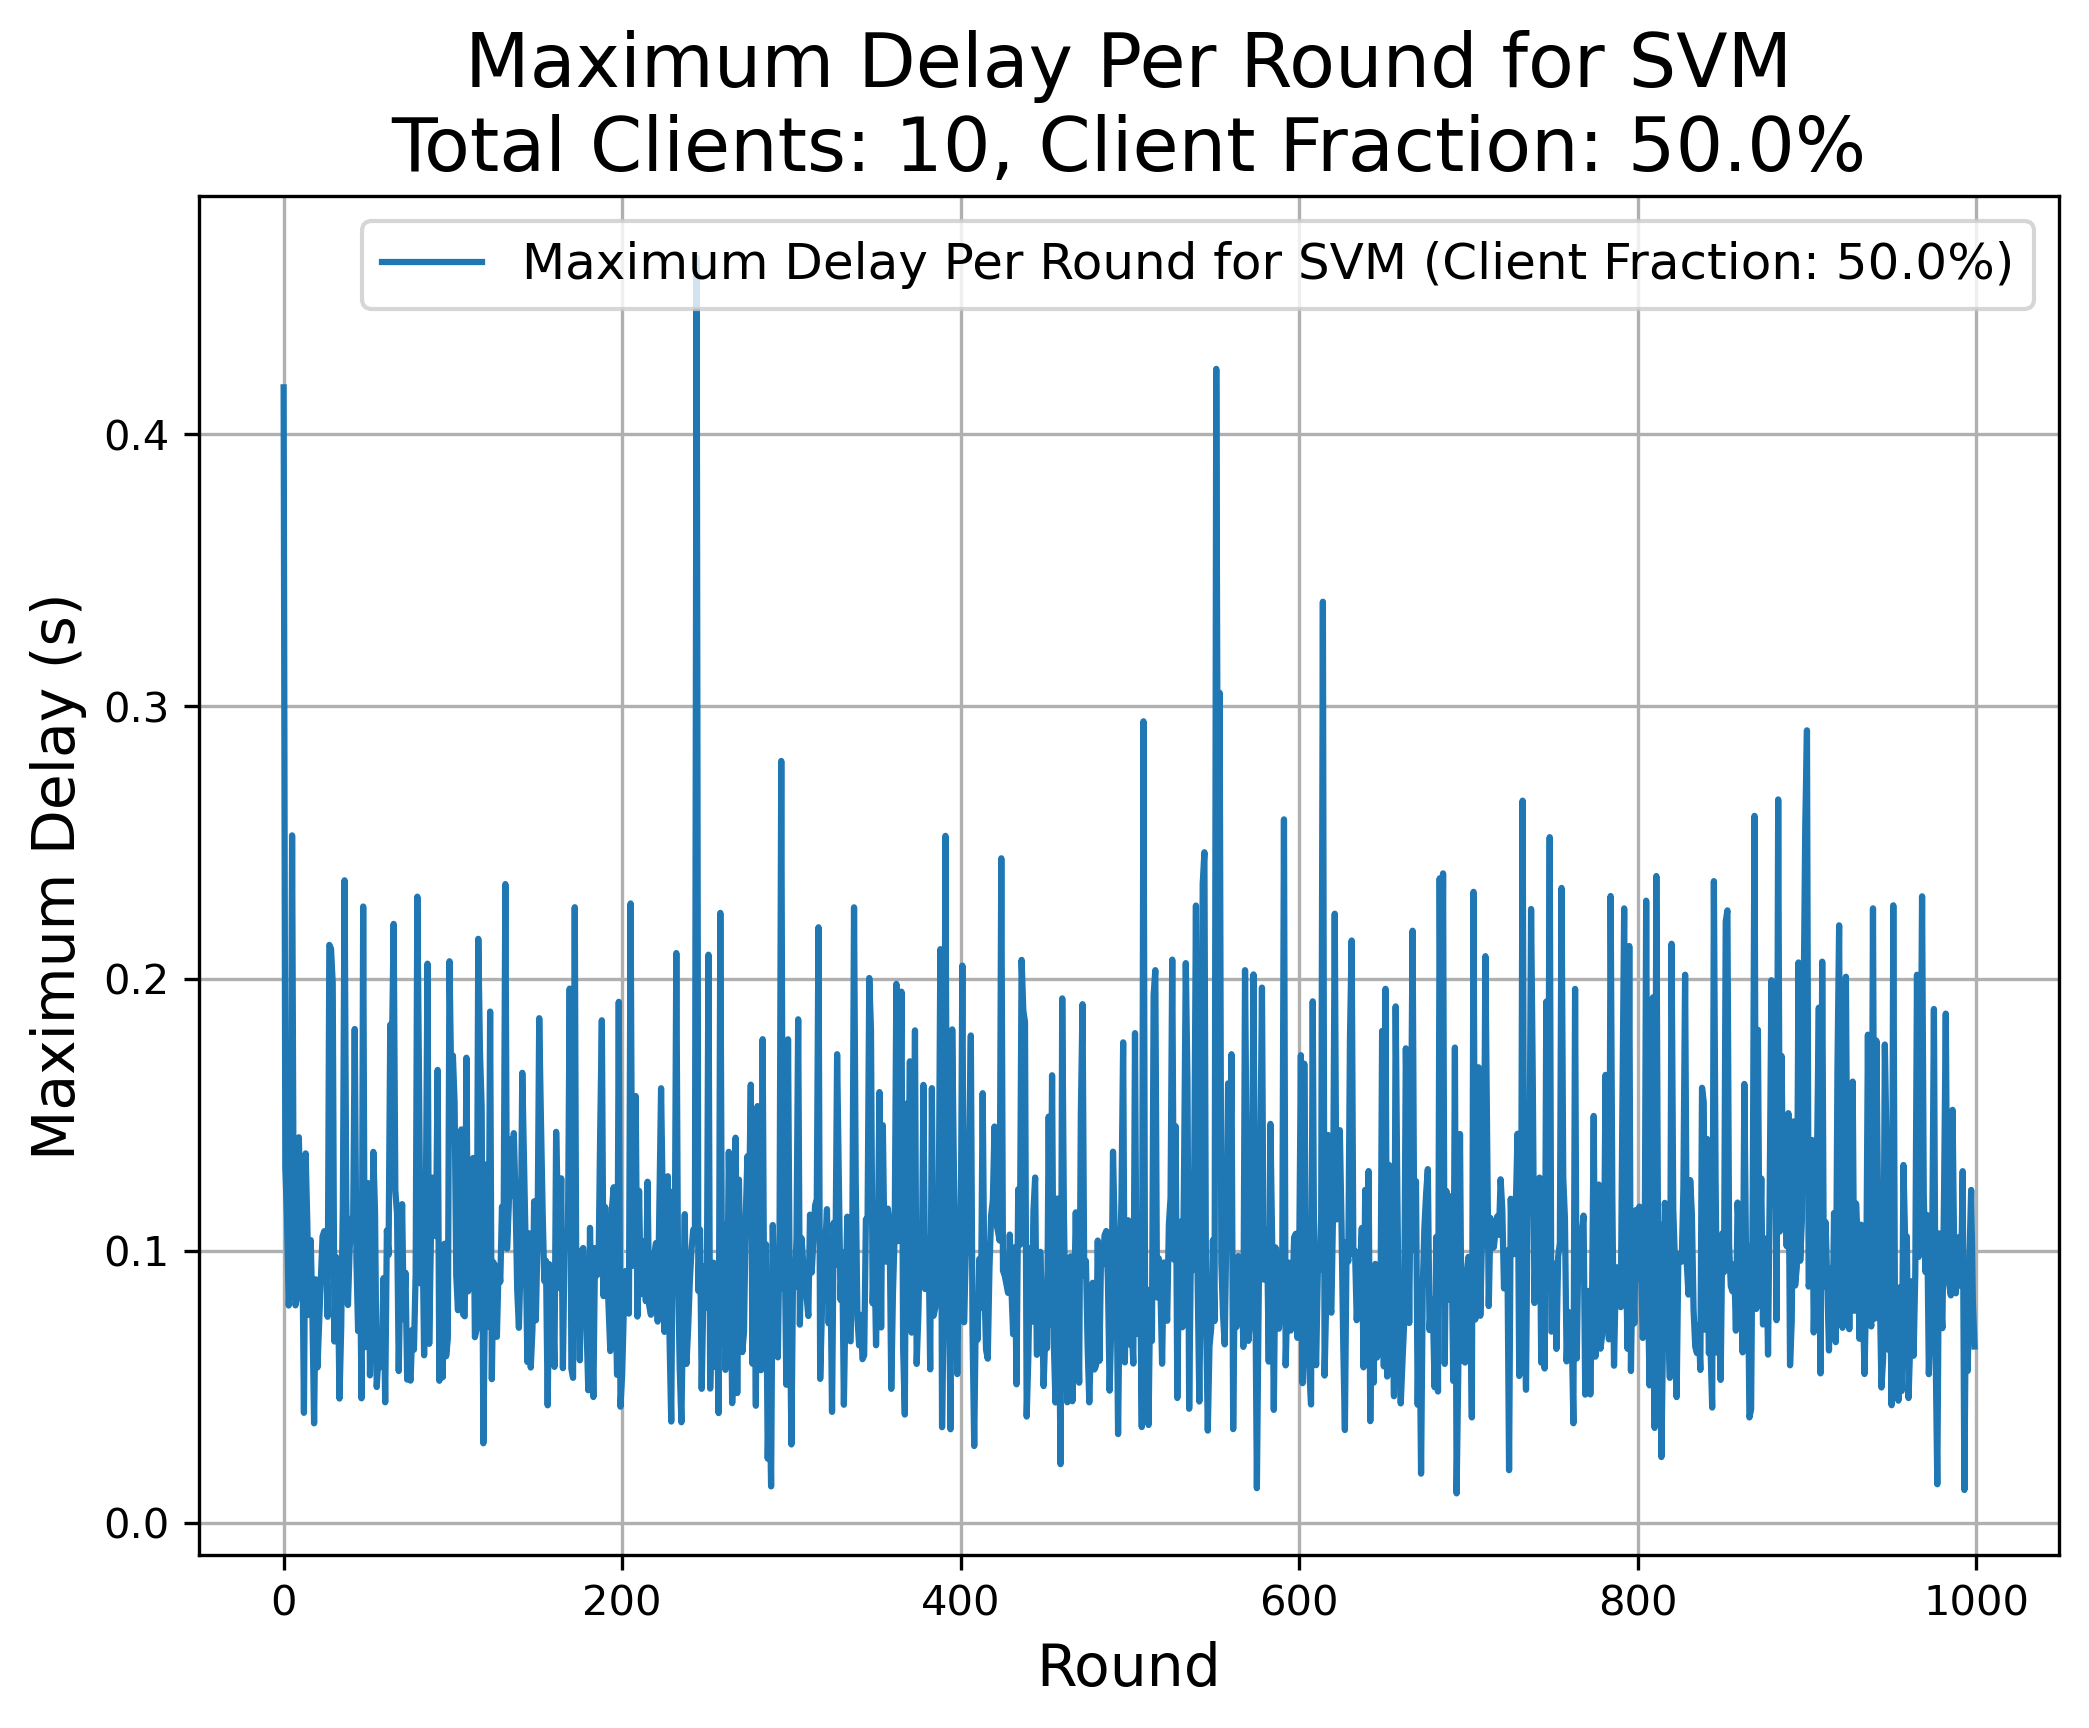 Maximum Delay Per Round for SVM
Total Clients: 10, Client Fraction: 50.0%
Maximum Delay Per Round for SVM (Client Fraction: 50.0%)
Maximum Delay (s)
0.4
0.3
0.2
0.1
0.0
0 200 400 600 800 1000
Round